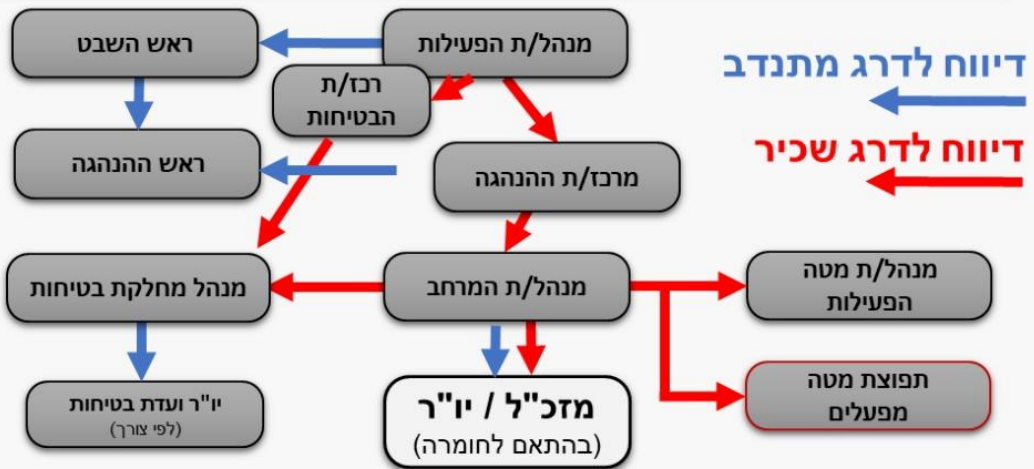 דיווח לדרג מתנדב
דיווח לדרג שכיר
מנהל/ת הפעילות
ראש השבט
רכז/ת
הבטיחות
ראש ההנהגה
מרכז/ת ההנהגה
מנהל/ת מטה
הפעילות
מנהל/ת המרחב
מנהל מחלקת בטיחות
תפוצת מטה
מפעלים
מזכ"ל / יו"ר
(בהתאם לחומרה)
יו"ר ועדת בטיחות
(לפי צורך)